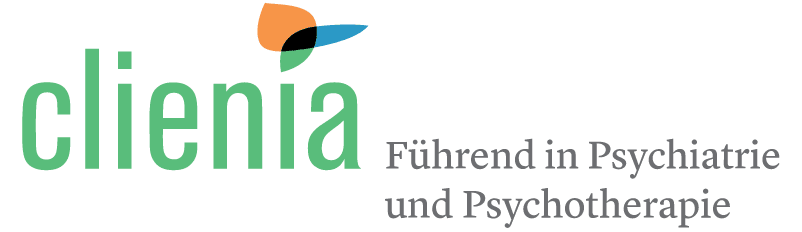 clienia
Führend in Psychiatrie
und Psychotherapie